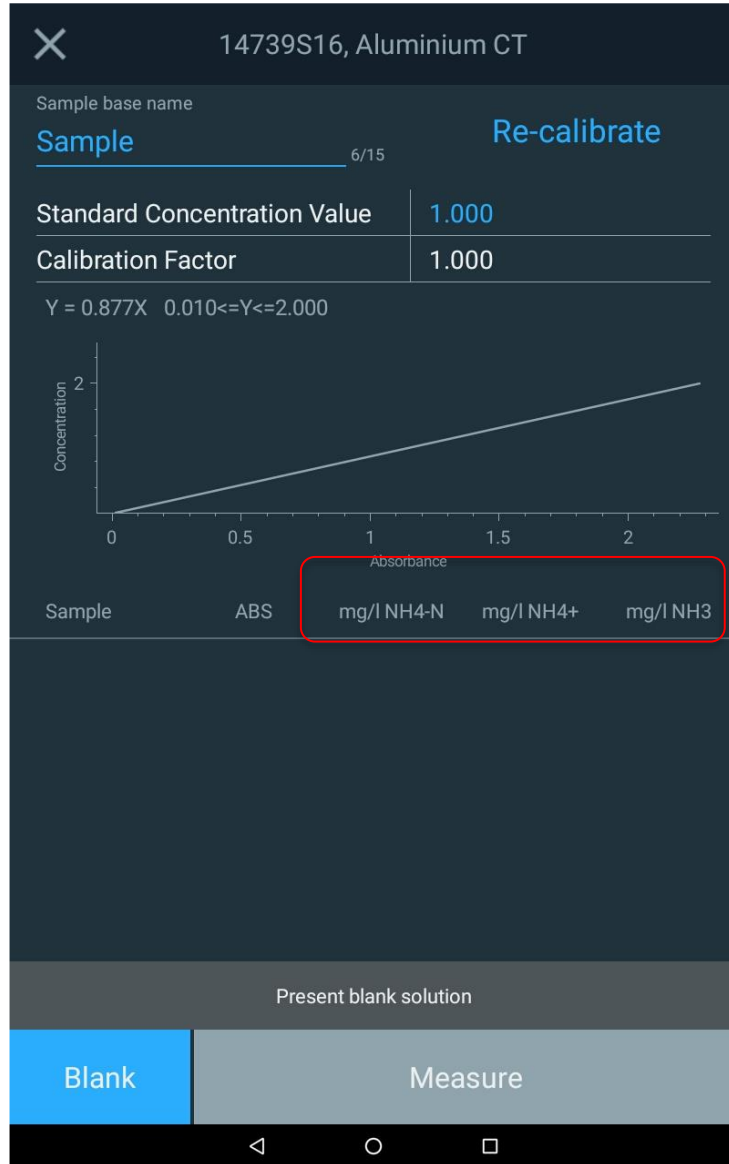 14739S16, Aluminium CT
Sample base name
Sample
6/15
Re-calibrate
Standard Concentration Value 1.000
Calibration Factor 1.000
Y = 0.877X 0.010<=Y<=2.000
Concentration
2
0 0.5 1 1.5 2
Absorbance
Sample ABS mg/l NH4-N mg/l NH4+ mg/l NH3
Present blank solution
Blank Measure